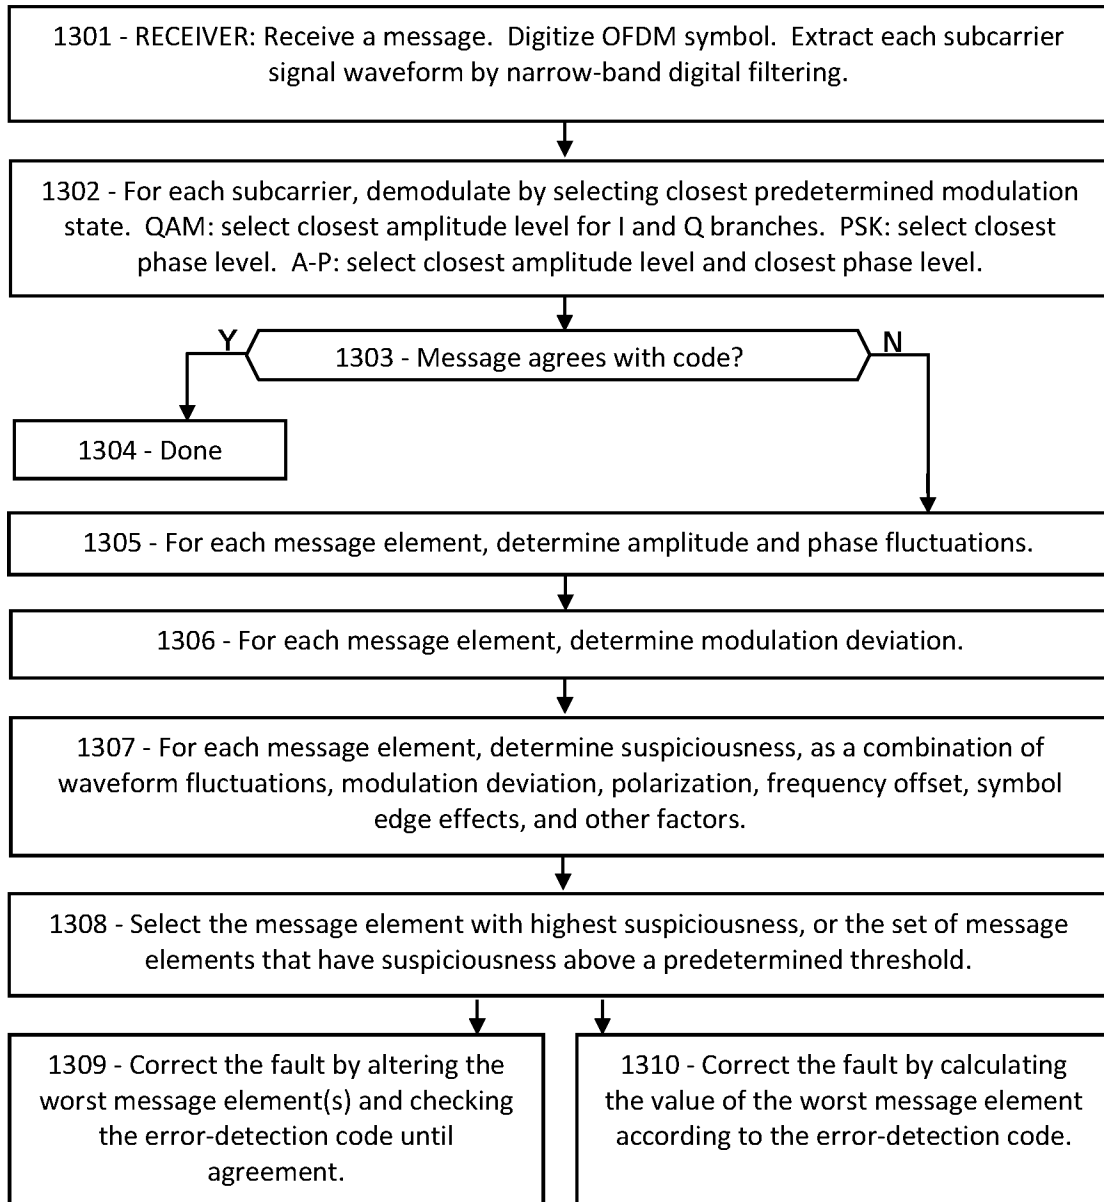 1301 - RECEIVER: Receive a message. Digitize OFDM symbol. Extract each subcarrier
signal waveform by narrow-band digital filtering.
1302 - For each subcarrier, demodulate by selecting closest predetermined modulation
state. QAM: select closest amplitude level for I and Q branches. PSK: select closest
phase level. A-P: select closest amplitude level and closest phase level.
Y
1303 - Message agrees with code?
N
1304 - Done
1305 - For each message element, determine amplitude and phase fluctuations.
1306 - For each message element, determine modulation deviation.
1307 - For each message element, determine suspiciousness, as a combination of
waveform fluctuations, modulation deviation, polarization, frequency offset, symbol
edge effects, and other factors.
1308 - Select the message element with highest suspiciousness, or the set of message
elements that have suspiciousness above a predetermined threshold.
1309 - Correct the fault by altering the
worst message element(s) and checking
the error-detection code until
agreement.
1310 - Correct the fault by calculating
the value of the worst message element
according to the error-detection code.